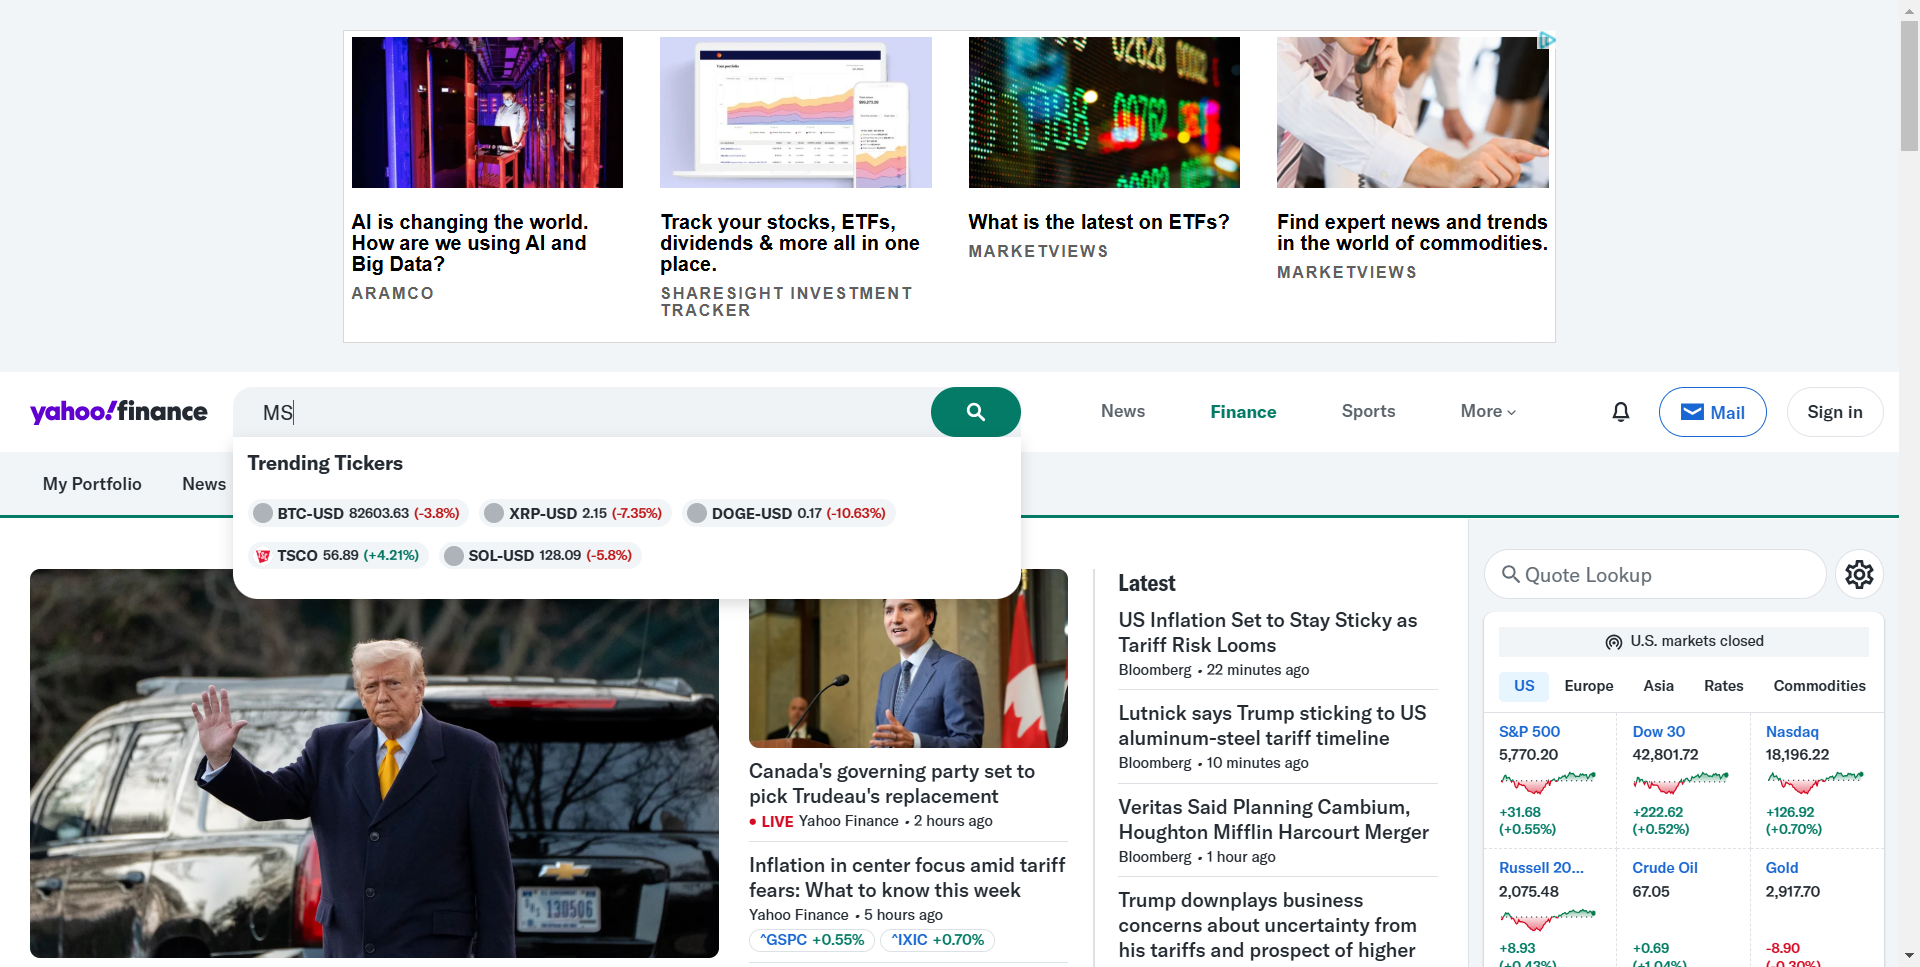 AI is changing the world.
How are we using AI and
Big Data?
ARAMCO
Track your stocks, ETFs,
dividends & more all in one
place.
SHARESIGHT INVESTMENT
TRACKER
What is the latest on ETFs?
MARKETVIEWS
Find expert news and trends
in the world of commodities.
MARKETVIEWS
yahoo!finance
MS
News
Finance
Sports
More
Mail
Sign in
My Portfolio
News
Trending Tickers
BTC-USD 82603.63 (-3.8%)
XRP-USD 2.15 (-7.35%)
DOGE-USD 0.17 (-10.63%)
TSCO 56.89 (+4.21%)
SOL-USD 128.09 (-5.8%)
130506
Canada's governing party set to
pick Trudeau's replacement
• LIVE Yahoo Finance • 2 hours ago
Inflation in center focus amid tariff
fears: What to know this week
Yahoo Finance • 5 hours ago
^GSPC +0.55%
^IXIC +0.70%
Latest
US Inflation Set to Stay Sticky as
Tariff Risk Looms
Bloomberg • 22 minutes ago
Lutnick says Trump sticking to US
aluminum-steel tariff timeline
Bloomberg • 10 minutes ago
Veritas Said Planning Cambium,
Houghton Mifflin Harcourt Merger
Bloomberg • 1 hour ago
Trump downplays business
concerns about uncertainty from
his tariffs and prospect of higher
Quote Lookup
U.S. markets closed
US
Europe
Asia
Rates
Commodities
S&P 500
5,770.20
+31.68
(+0.55%)
Dow 30
42,801.72
+222.62
(+0.52%)
Nasdaq
18,196.22
+126.92
(+0.70%)
Russell 20...
2,075.48
+8.93
(+0.43%)
Crude Oil
67.05
+0.69
(+1.04%)
Gold
2,917.70
-8.90
(-0.30%)